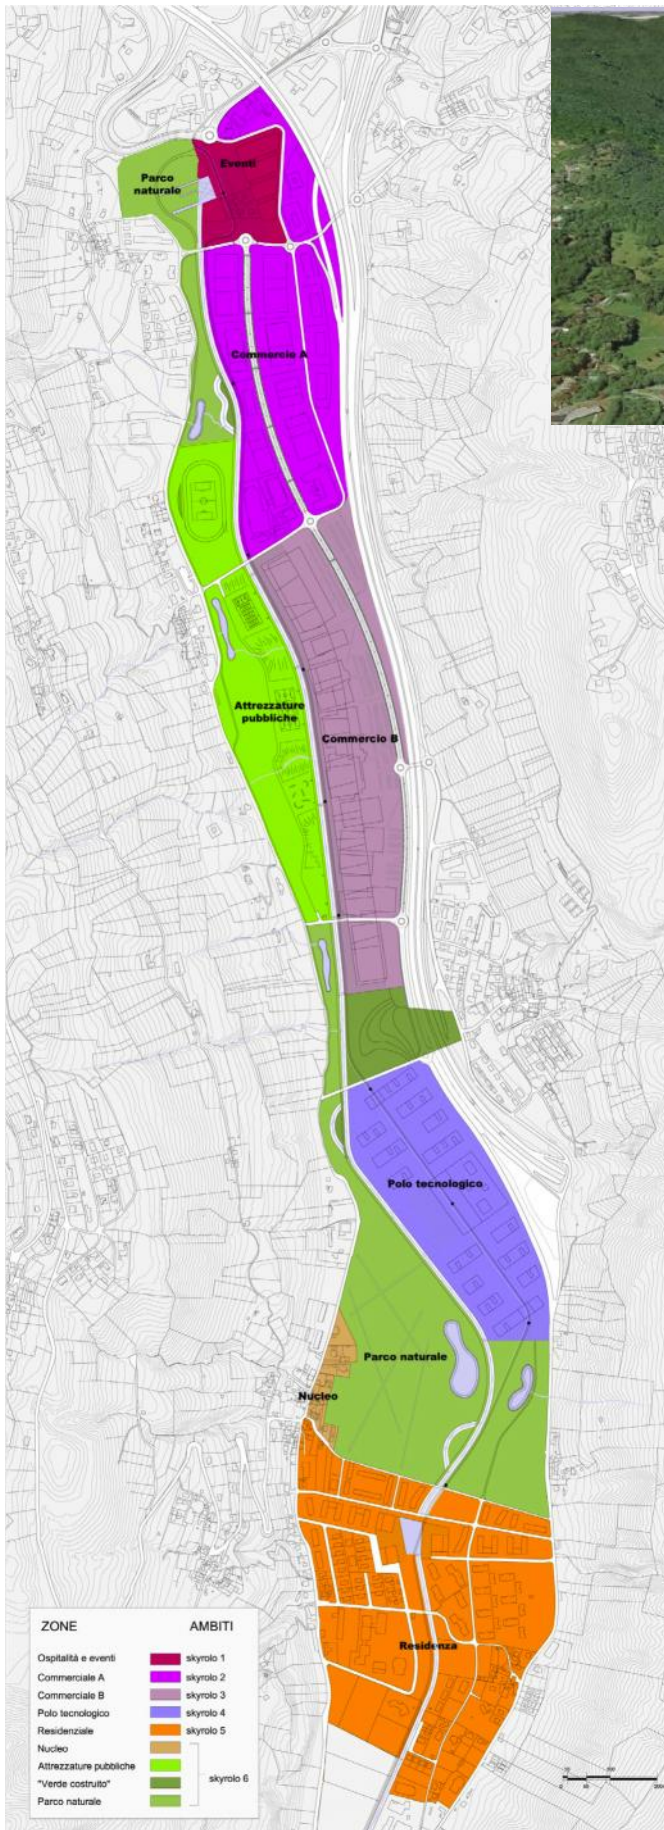 Eventi
Parco
naturale
Commercio A
Attrezzature
pubbliche
Commercio B
Polo tecnologico
Parco naturale
Nucleo
Residenza
ZONE AMBITI
Ospitalità e eventi skyrolo 1
Commerciale A skyrolo 2
Commerciale B skyrolo 3
Polo tecnologico skyrolo 4
Residenziale skyrolo 5
Nucleo
Attrezzature pubbliche
skyrolo 6
"Verde costruito"
Parco naturale